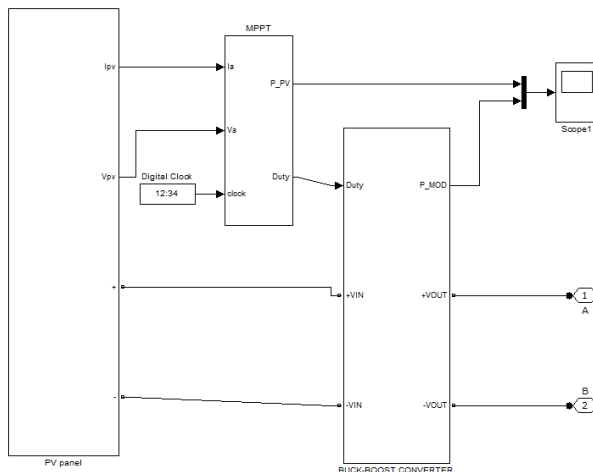 MPPT
Ipv
Ia
P_PV
Va
Scope1
Vpv
Digital Clock
12:34
clock
Duty
Duty
P_MOD
+
+VIN
+VOUT
1
A
-
-VIN
-VOUT
B
2
PV panel
BUCK-BOOST CONVERTER